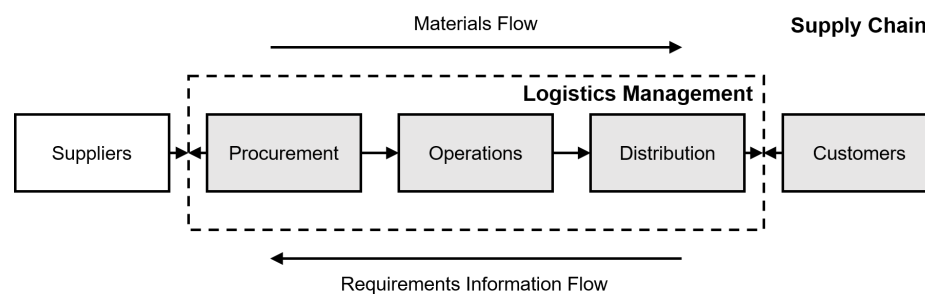 Materials Flow
Supply Chain
Logistics Management
Suppliers
Procurement
Operations
Distribution
Customers
Requirements Information Flow